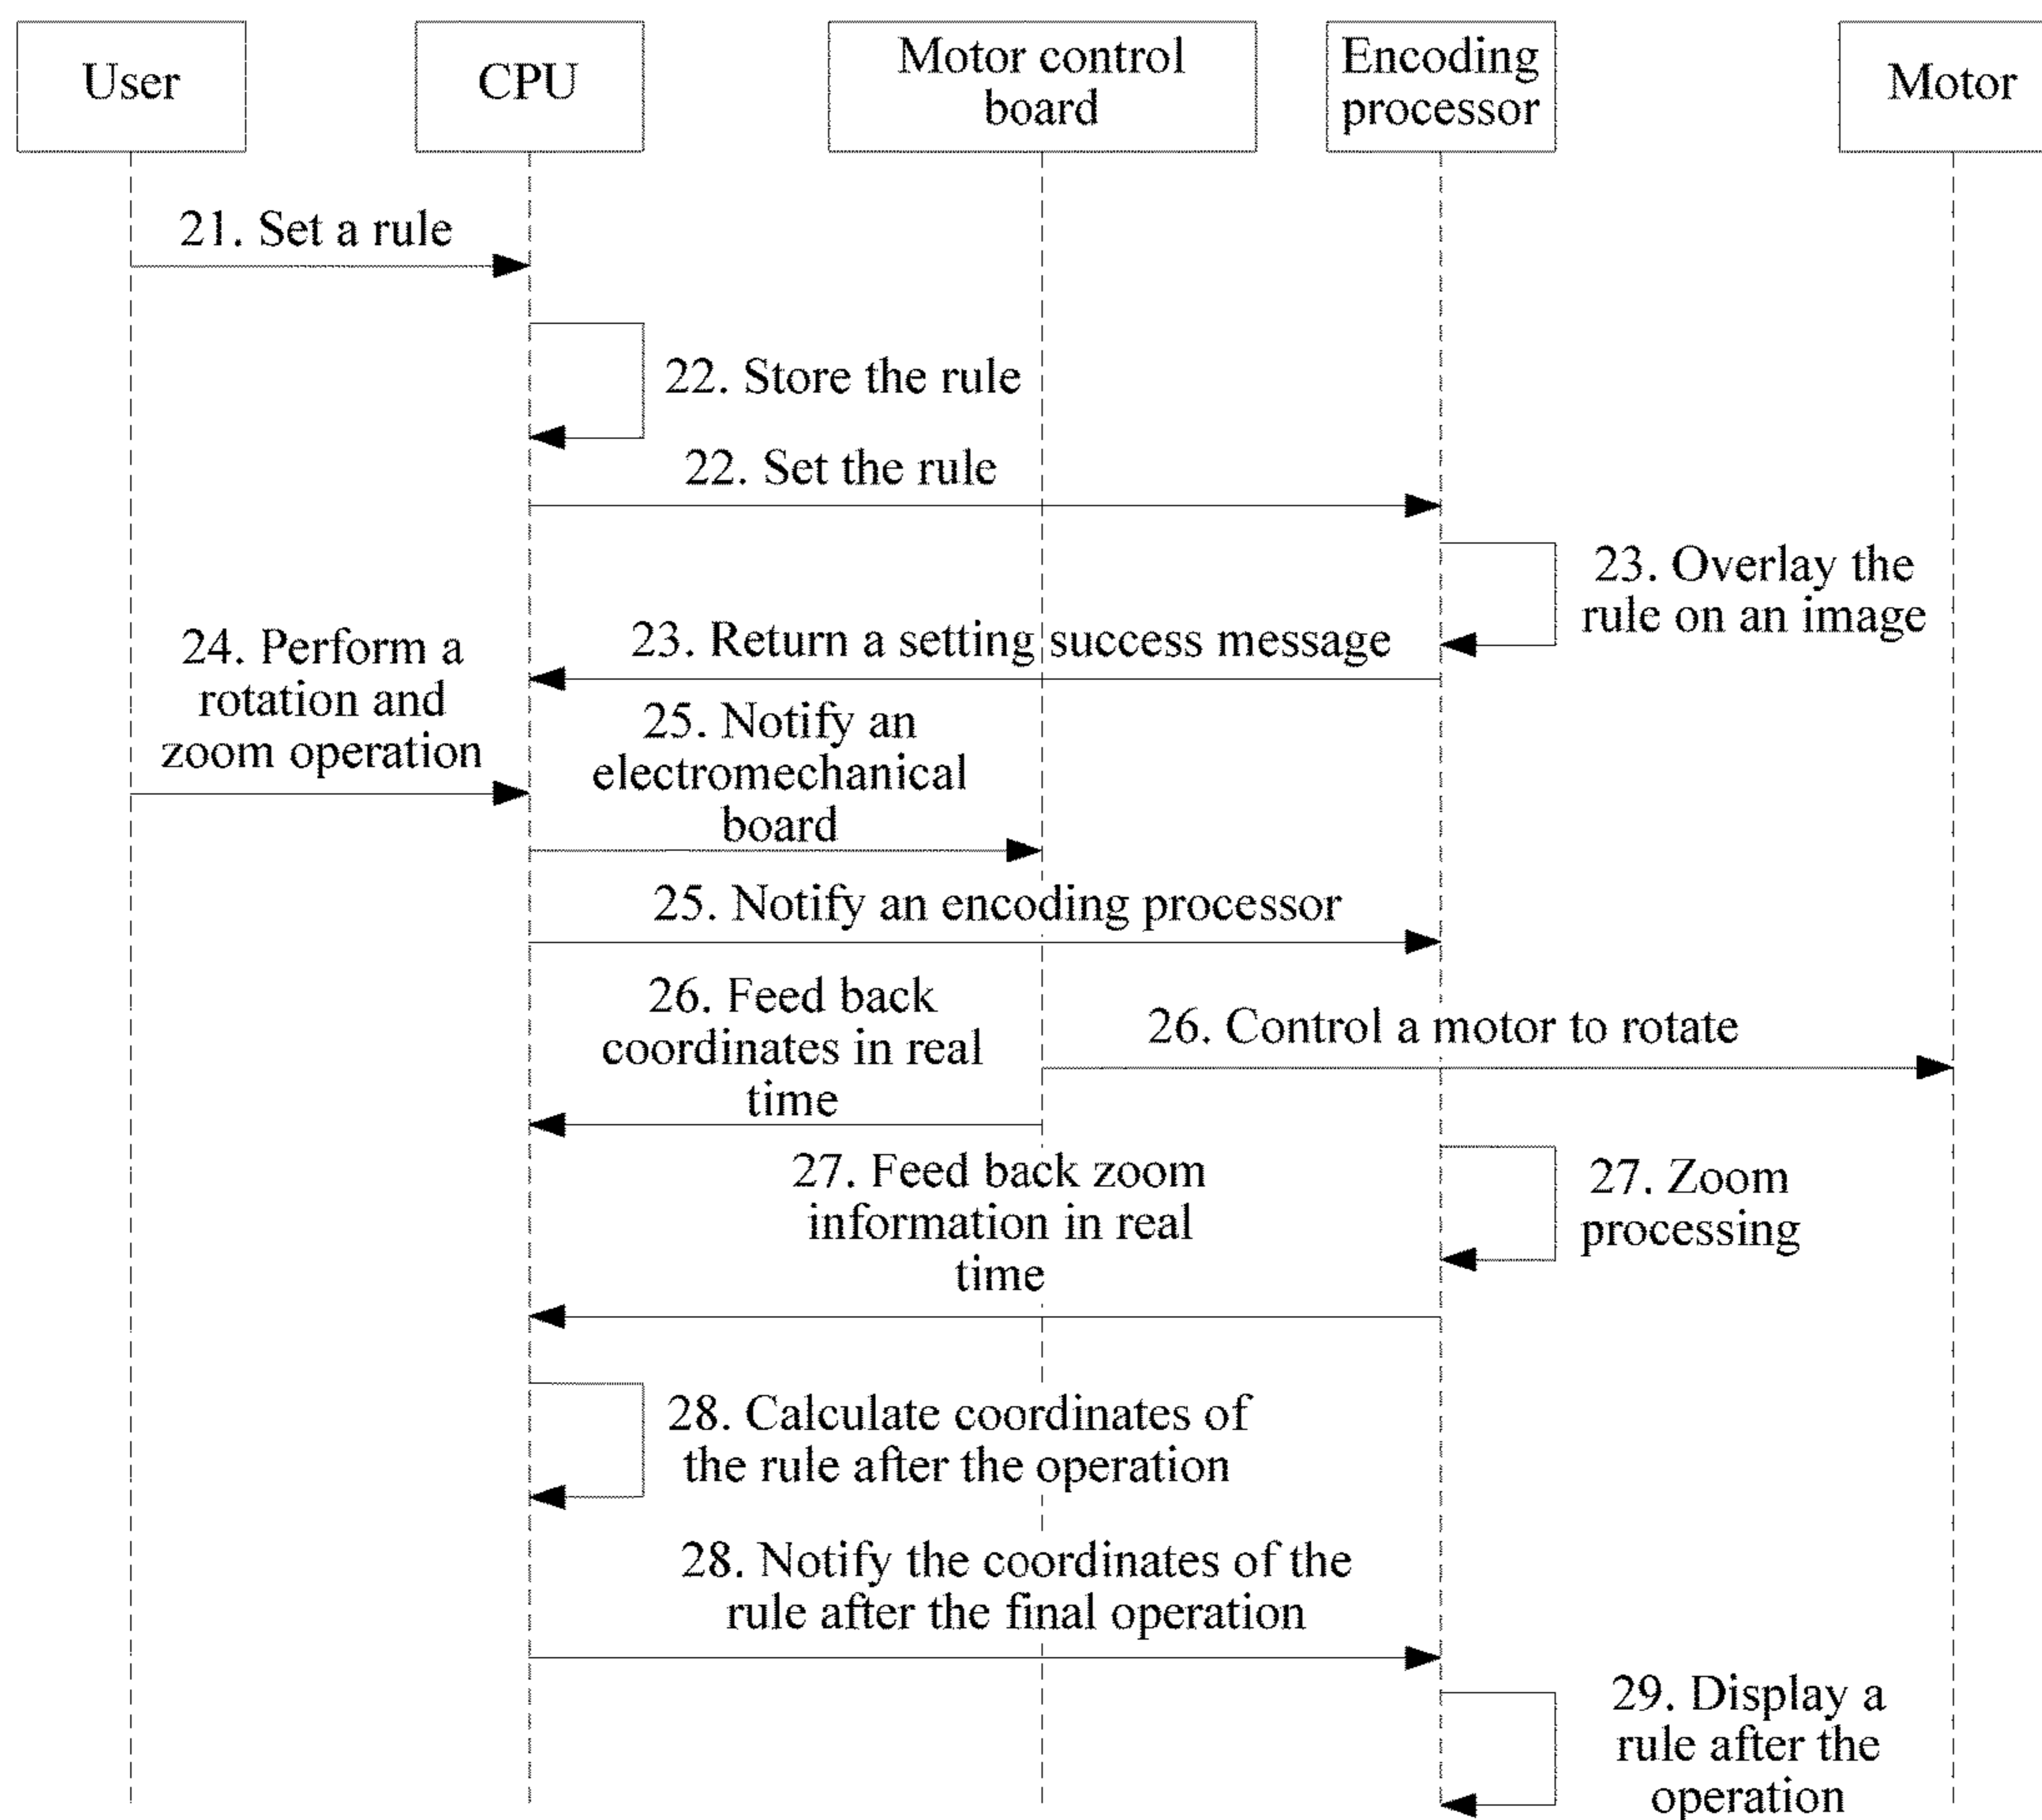 User
CPU
Motor control
board
Encoding
processor
Motor
21. Set a rule
22. Store the rule
22. Set the rule
23. Overlay the
rule on an image
23. Return a setting success message
24. Perform a
rotation and
zoom operation
25. Notify an
electromechanical
board
25. Notify an encoding processor
26. Feed back
coordinates in real
time
26. Control a motor to rotate
27. Feed back zoom
information in real
time
27. Zoom
processing
28. Calculate coordinates of
the rule after the operation
28. Notify the coordinates of the
rule after the final operation
29. Display a
rule after the
operation